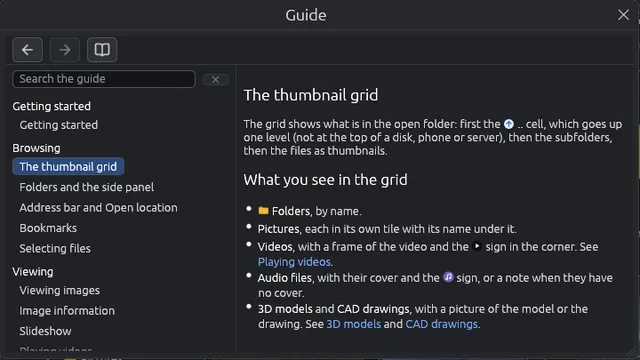 Guide
Search the guide
Getting started
Getting started
Browsing
The thumbnail grid
Folders and the side panel
Address bar and Open location
Bookmarks
Selecting files
Viewing
Viewing images
Image information
Slideshow
Playing videos
The thumbnail grid
The grid shows what is in the open folder: first the .. cell, which goes up
one level (not at the top of a disk, phone or server), then the subfolders,
then the files as thumbnails.
What you see in the grid
• Folders, by name.
• Pictures, each in its own tile with its name under it.
• Videos, with a frame of the video and the sign in the corner. See
Playing videos.
• Audio files, with their cover and the sign, or a note when they have
no cover.
• 3D models and CAD drawings, with a picture of the model or the
drawing. See 3D models and CAD drawings.